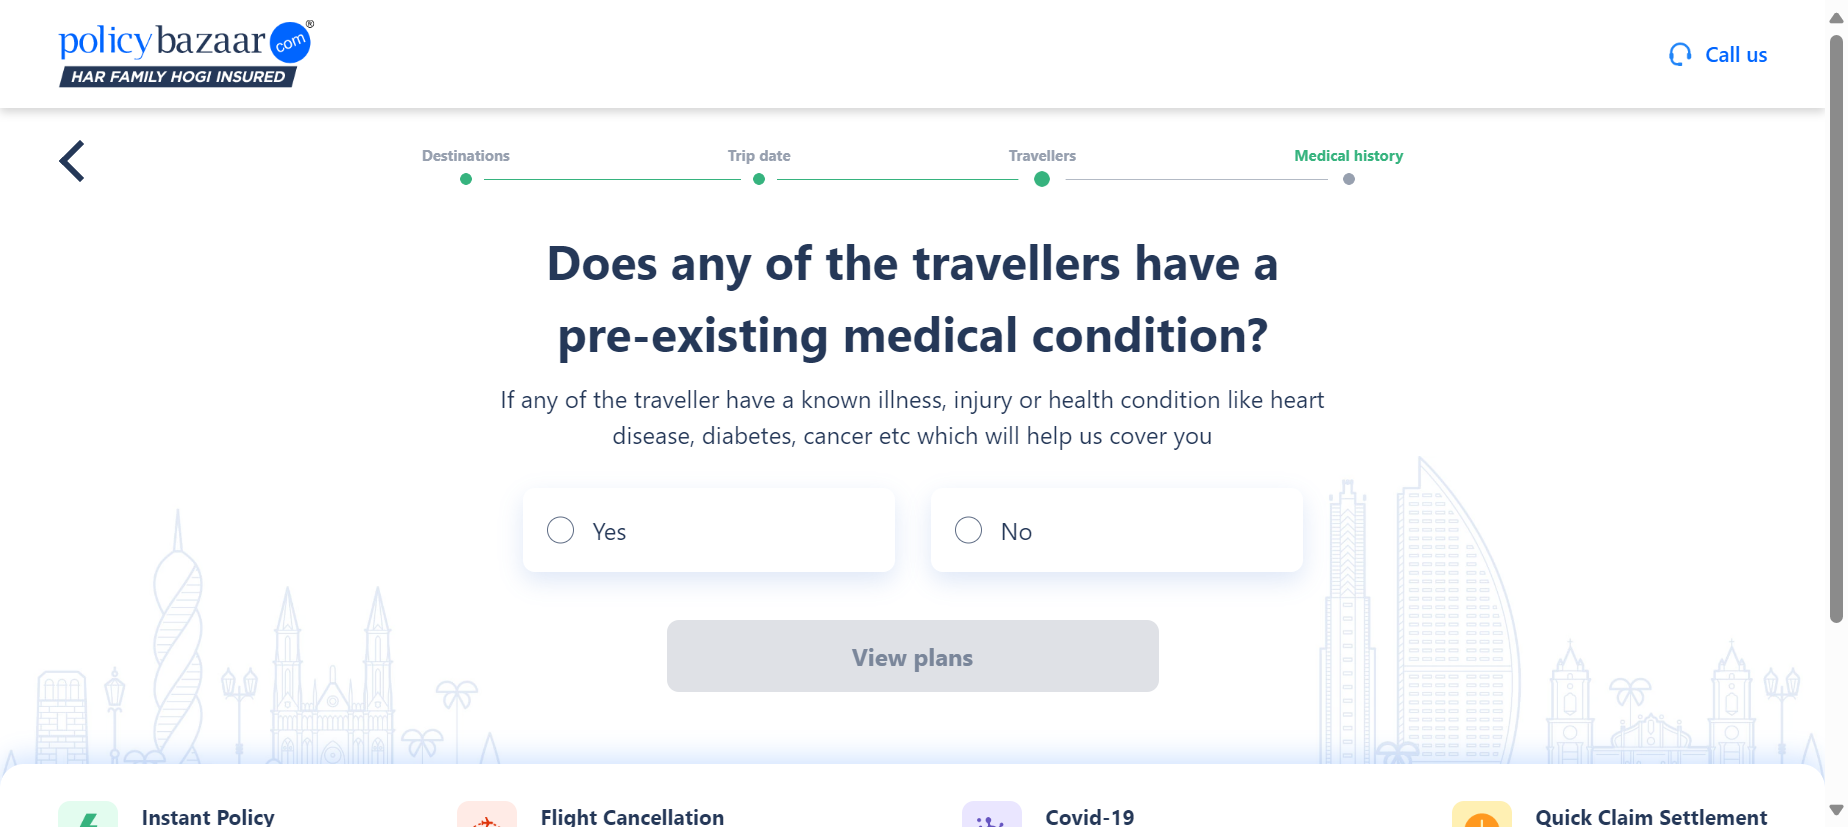 policybazaar com ®
HAR FAMILY HOGI INSURED
Call us
Destinations
Trip date
Travellers
Medical history
Does any of the travellers have a
pre-existing medical condition?
If any of the traveller have a known illness, injury or health condition like heart
disease, diabetes, cancer etc which will help us cover you
Yes
No
View plans
Instant Policy
Flight Cancellation
Covid-19
Quick Claim Settlement